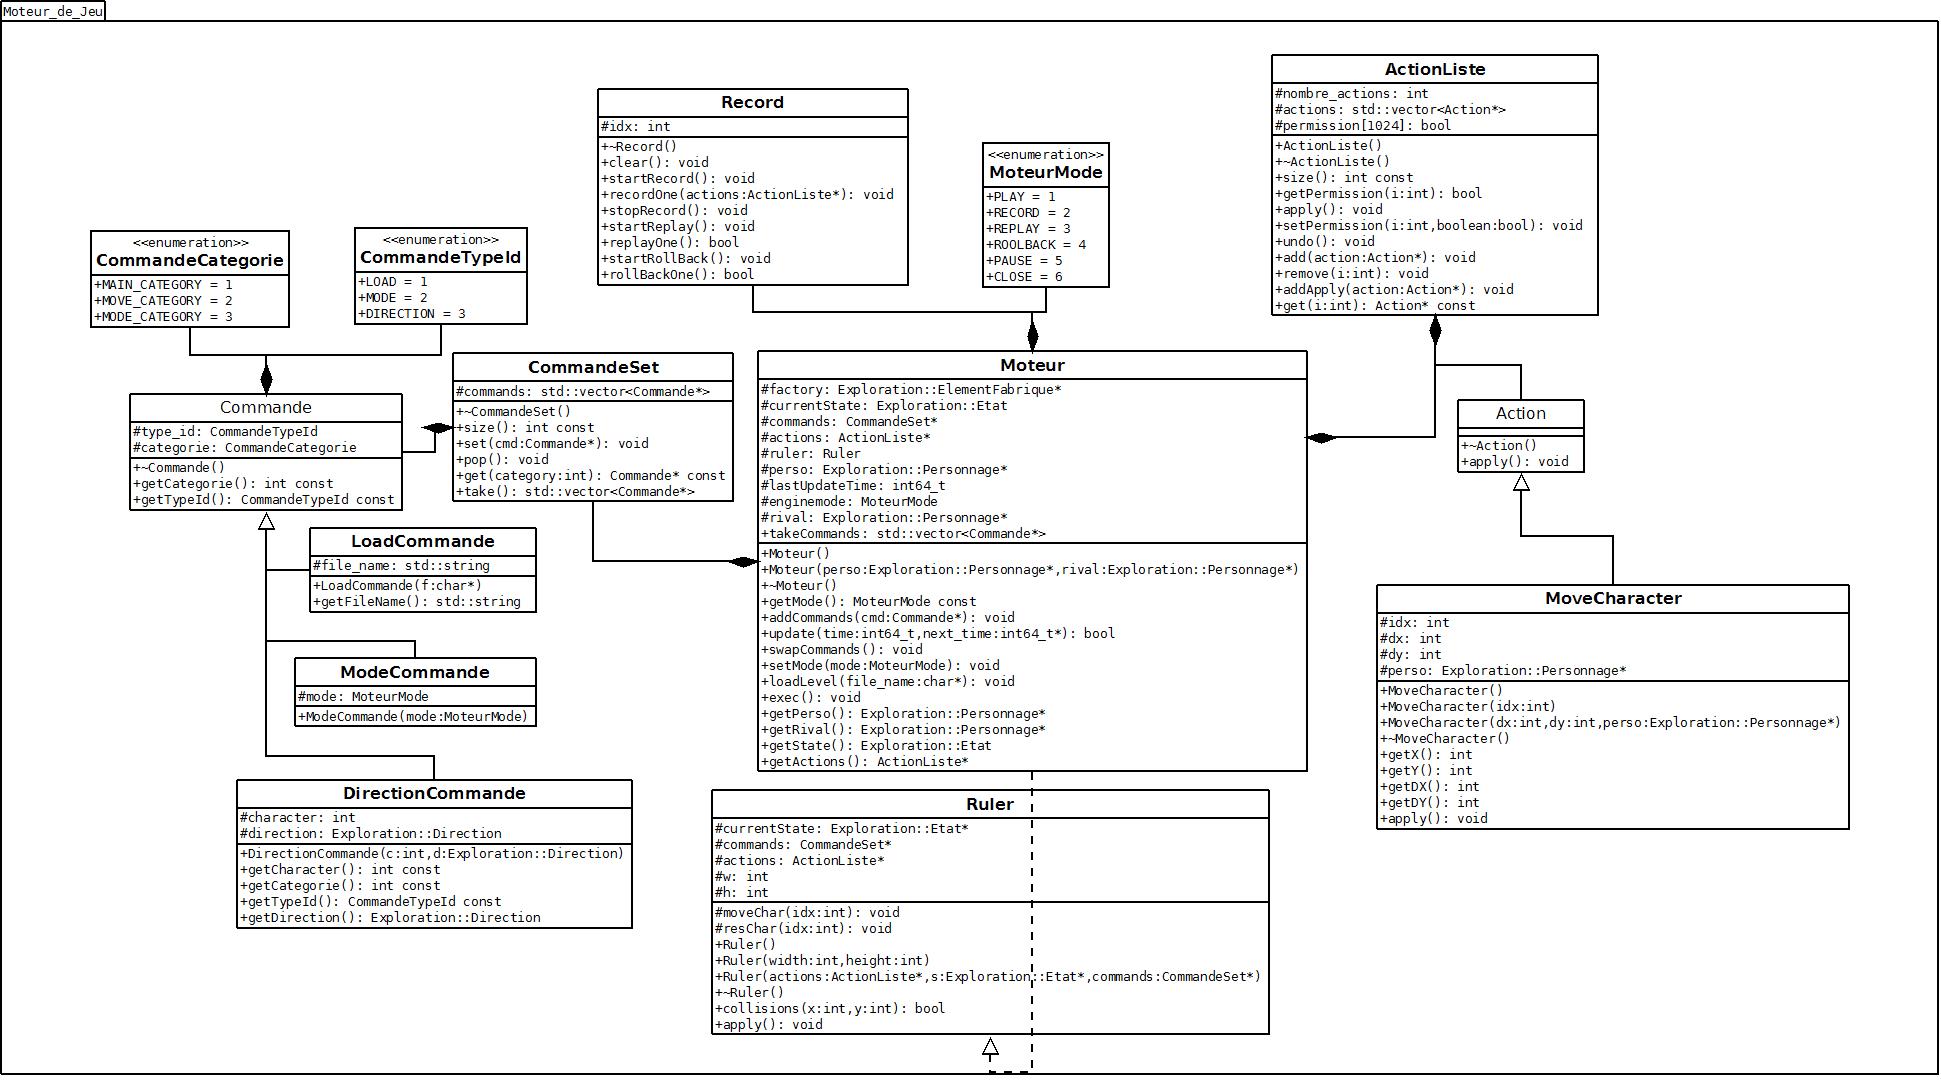 Moteur_de_Jeu
ActionListe
#nombre_actions: int
#actions: std::vector<Action*>
#permission[1024]: bool
+ActionListe()
+~ActionListe()
+size(): int const
+getPermission(i:int): bool
+apply(): void
+setPermission(i:int,boolean:bool): void
+undo(): void
+add(action:Action*): void
+remove(i:int): void
+addApply(action:Action*): void
+get(i:int): Action* const
Record
#idx: int
+~Record()
+clear(): void
+startRecord(): void
+recordOne(actions:ActionListe*): void
+stopRecord(): void
+startReplay(): void
+replayOne(): bool
+startRollBack(): void
+rollBackOne(): bool
<<enumeration>>
MoteurMode
+PLAY = 1
+RECORD = 2
+REPLAY = 3
+ROOLBACK = 4
+PAUSE = 5
+CLOSE = 6
<<enumeration>>
CommandeCategorie
+MAIN_CATEGORY = 1
+MOVE_CATEGORY = 2
+MODE_CATEGORY = 3
<<enumeration>>
CommandeTypeId
+LOAD = 1
+MODE = 2
+DIRECTION = 3
Commande
#type_id: CommandeTypeId
#categorie: CommandeCategorie
+~Commande()
+getCategorie(): int const
+getTypeId(): CommandeTypeId const
CommandeSet
#commands: std::vector<Commande*>
+~CommandeSet()
+size(): int const
+set(cmd:Commande*): void
+pop(): void
+get(category:int): Commande* const
+take(): std::vector<Commande*>
Moteur
#factory: Exploration::ElementFabrique*
#currentState: Exploration::Etat
#commands: CommandeSet*
#actions: ActionListe*
#ruler: Ruler
#perso: Exploration::Personnage*
#lastUpdateTime: int64_t
#enginemode: MoteurMode
#rival: Exploration::Personnage*
+takeCommands: std::vector<Commande*>
+Moteur()
+Moteur(perso:Exploration::Personnage*,rival:Exploration::Personnage*)
+~Moteur()
+getMode(): MoteurMode const
+addCommands(cmd:Commande*): void
+update(time:int64_t,next_time:int64_t*): bool
+swapCommands(): void
+setMode(mode:MoteurMode): void
+loadLevel(file_name:char*): void
+exec(): void
+getPerso(): Exploration::Personnage*
+getRival(): Exploration::Personnage*
+getState(): Exploration::Etat
+getActions(): ActionListe*
Action
+~Action()
+apply(): void
LoadCommande
#file_name: std::string
+LoadCommande(f:char*)
+getFileName(): std::string
ModeCommande
#mode: MoteurMode
+ModeCommande(mode:MoteurMode)
DirectionCommande
#character: int
#direction: Exploration::Direction
+DirectionCommande(c:int,d:Exploration::Direction)
+getCharacter(): int const
+getCategorie(): int const
+getTypeId(): CommandeTypeId const
+getDirection(): Exploration::Direction
MoveCharacter
#idx: int
#dx: int
#dy: int
#perso: Exploration::Personnage*
+MoveCharacter()
+MoveCharacter(idx:int)
+MoveCharacter(dx:int,dy:int,perso:Exploration::Personnage*)
+~MoveCharacter()
+getX(): int
+getY(): int
+getDX(): int
+getDY(): int
+apply(): void
Ruler
#currentState: Exploration::Etat*
#commands: CommandeSet*
#actions: ActionListe*
#w: int
#h: int
#moveChar(idx:int): void
#resChar(idx:int): void
+Ruler()
+Ruler(width:int,height:int)
+Ruler(actions:ActionListe*,s:Exploration::Etat*,commands:CommandeSet*)
+~Ruler()
+collisions(x:int,y:int): bool
+apply(): void